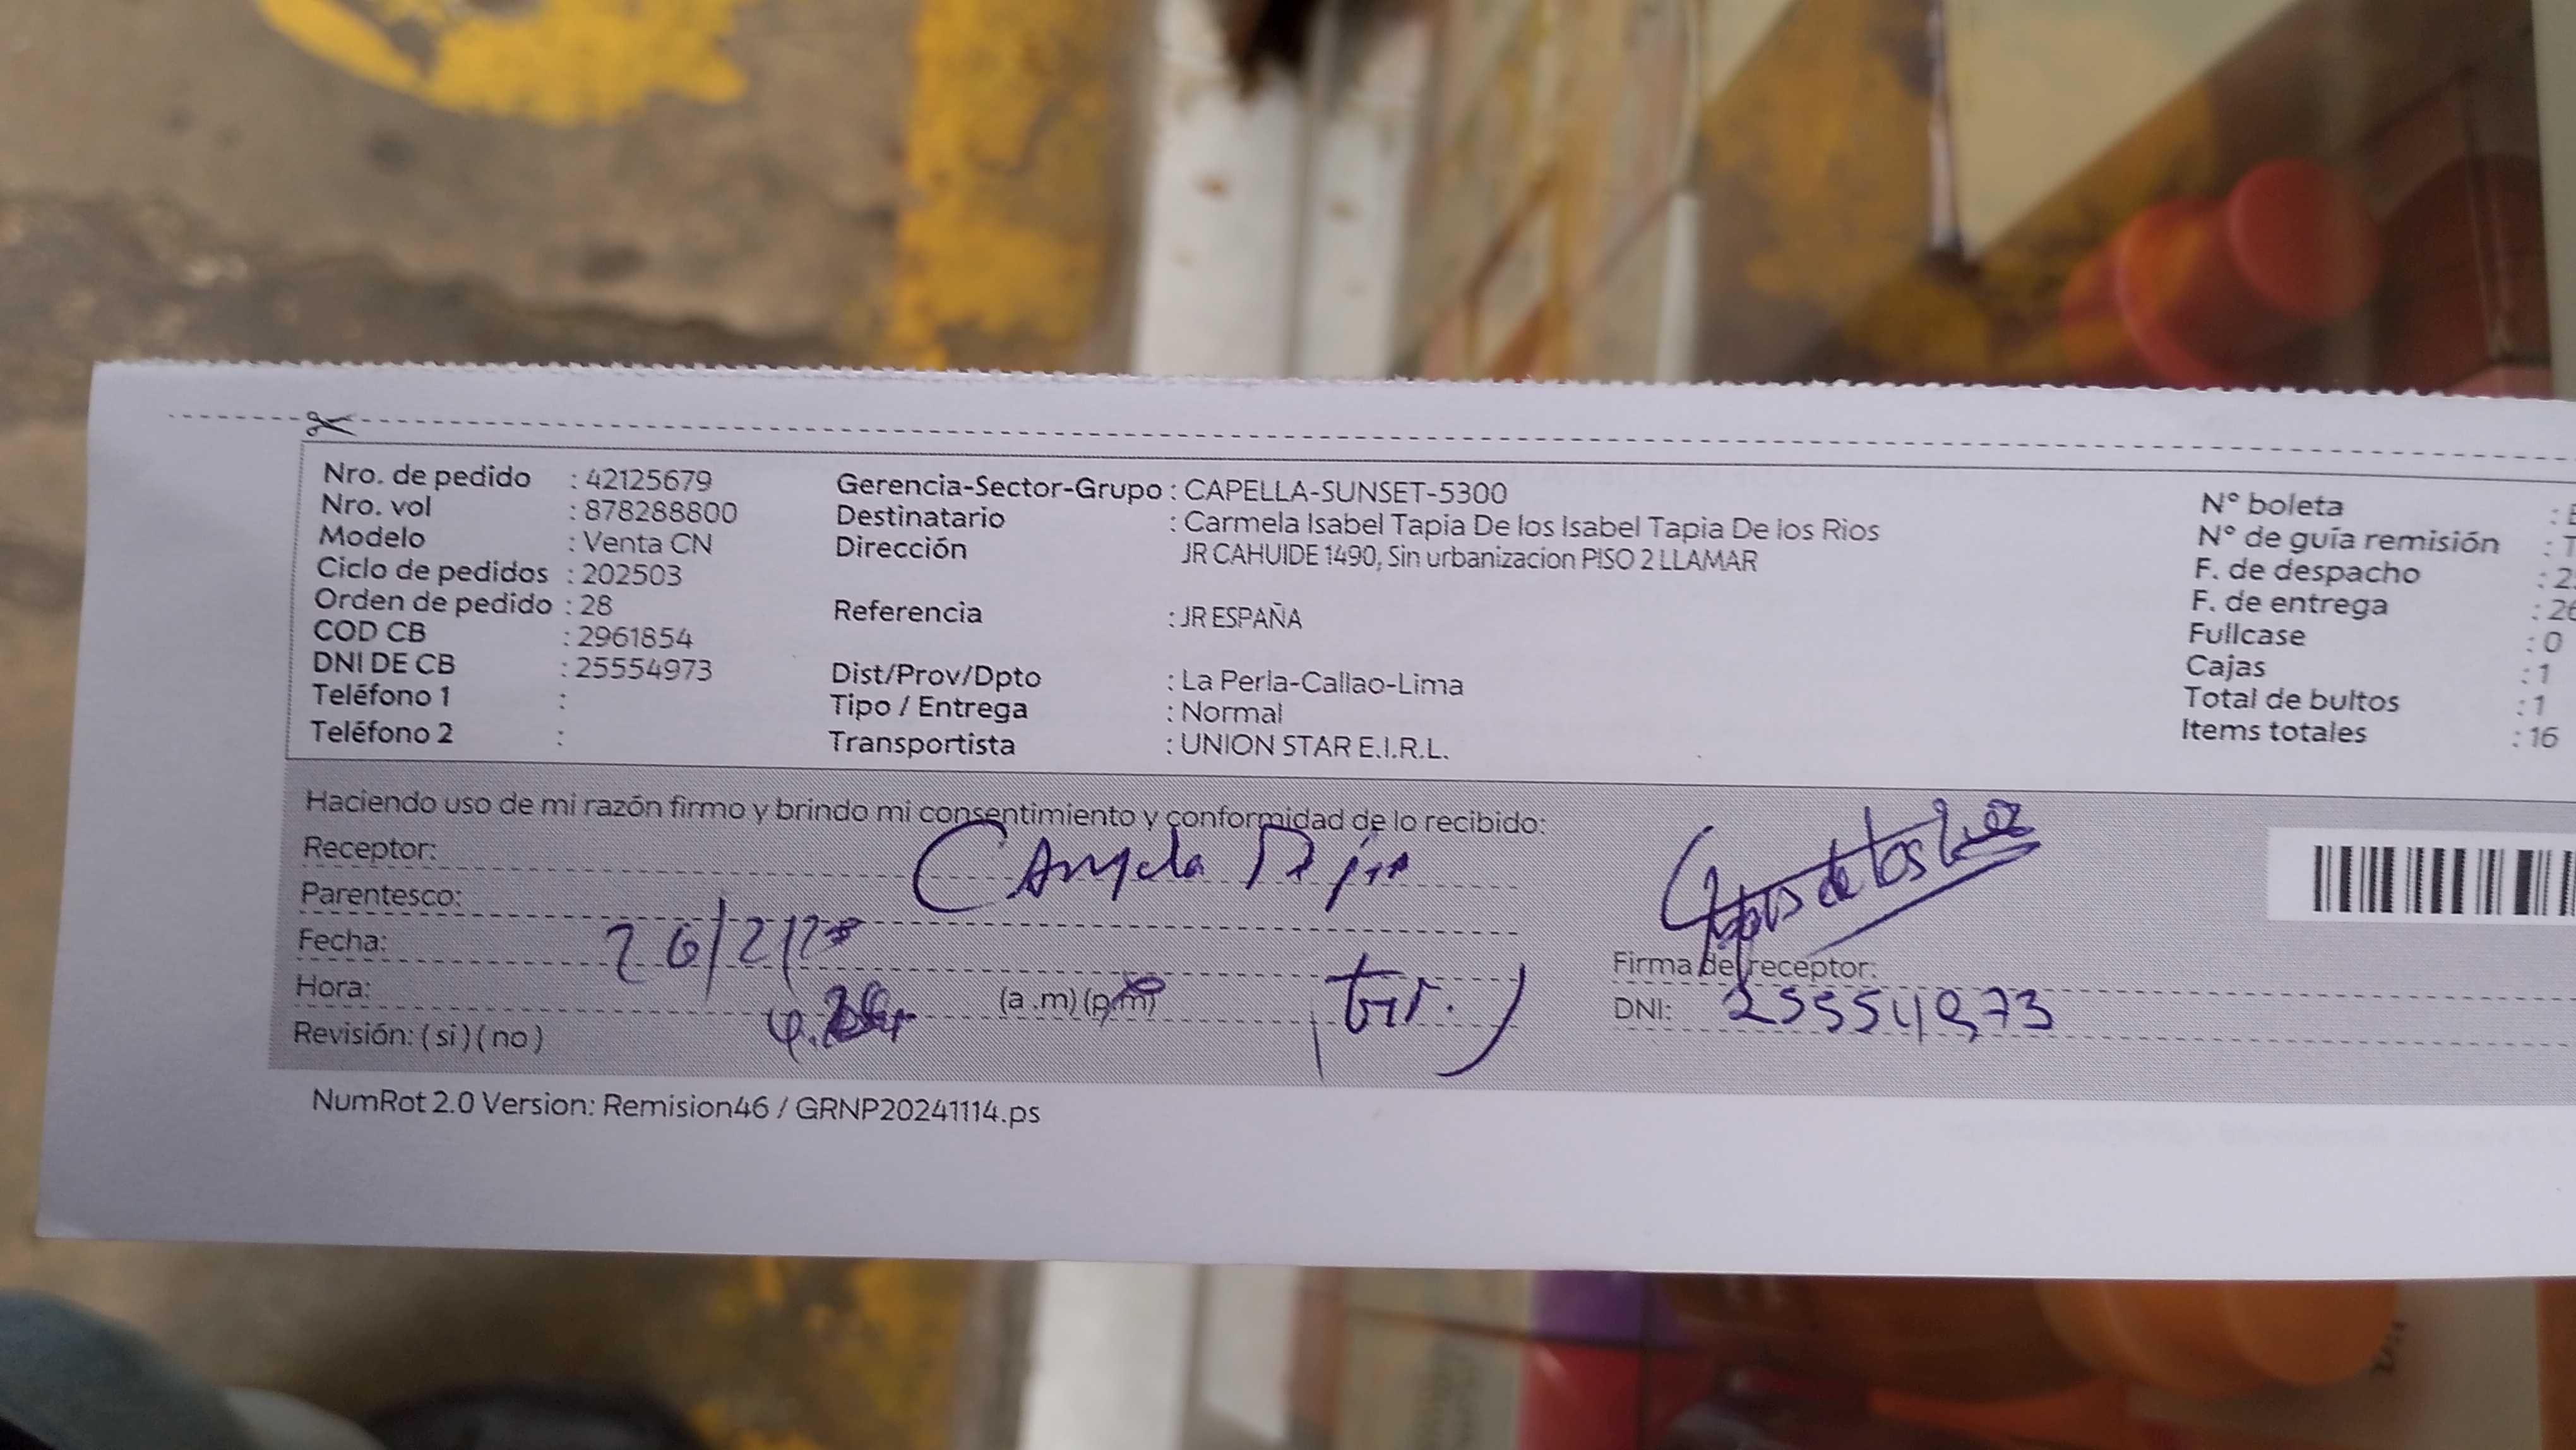 Nro. de pedido : 42125679
Nro. vol : 878288800
Modelo : Venta CN
Ciclo de pedidos : 202503
Orden de pedido : 28
COD CB : 2961854
DNI DE CB : 25554973
Teléfono 1 :
Teléfono 2 :
Gerencia-Sector-Grupo : CAPELLA-SUNSET-5300
Destinatario : Carmela Isabel Tapia De los Isabel Tapia De los Rios
Dirección JR CAHUIDE 1490, Sin urbanizacion PISO 2 LLAMAR
Referencia : JR ESPAÑA
Dist/Prov/Dpto : La Perla-Callao-Lima
Tipo / Entrega : Normal
Transportista : UNION STAR E.I.R.L.
N° boleta :
N° de guía remisión : T
F. de despacho : 2
F. de entrega : 26
Fullcase : 0
Cajas : 1
Total de bultos : 1
Items totales : 16
Haciendo uso de mi razón firmo y brindo mi consentimiento y conformidad de lo recibido:
Receptor:
Parentesco:
Fecha: 26/2/
Hora: (a.m) (p.m)
Revisión: (si) (no)
Firma del receptor:
DNI: 25554973
NumRot 2.0 Version: Remision46 / GRNP20241114.ps